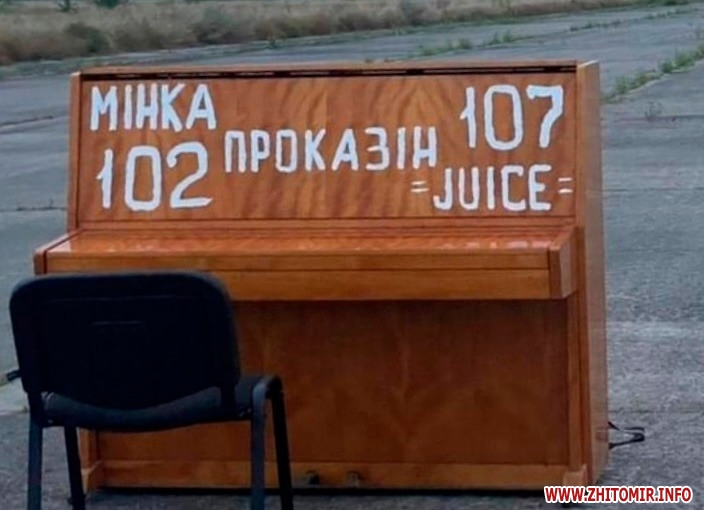 МІНКА
102
ПРОКАЗІН
107
=JUICE=
WWW.ZHITOMIR.INFO